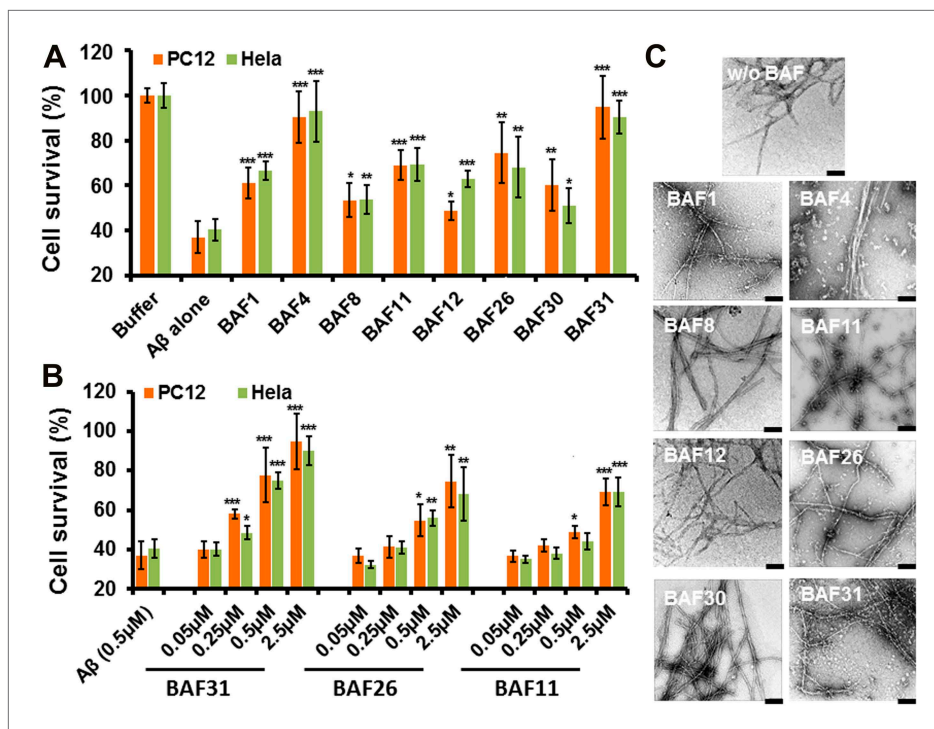 A
PC12 Hela
Cell survival (%)
120
100
80
60
40
20
*** *** *** *** * ** *** *** * *** ** ** ** * *** ***
Buffer
Aβ alone
BAF1
BAF4
BAF8
BAF11
BAF12
BAF26
BAF30
BAF31
B
PC12 Hela
Cell survival (%)
120
100
80
60
40
20
*** * *** *** *** *** * ** ** ** * *** ***
Aβ (0.5µM)
0.05µM
0.25µM
0.5µM
2.5µM
0.05µM
0.25µM
0.5µM
2.5µM
0.05µM
0.25µM
0.5µM
2.5µM
BAF31 BAF26 BAF11
C
w/o BAF
BAF1 BAF4
BAF8 BAF11
BAF12 BAF26
BAF30 BAF31